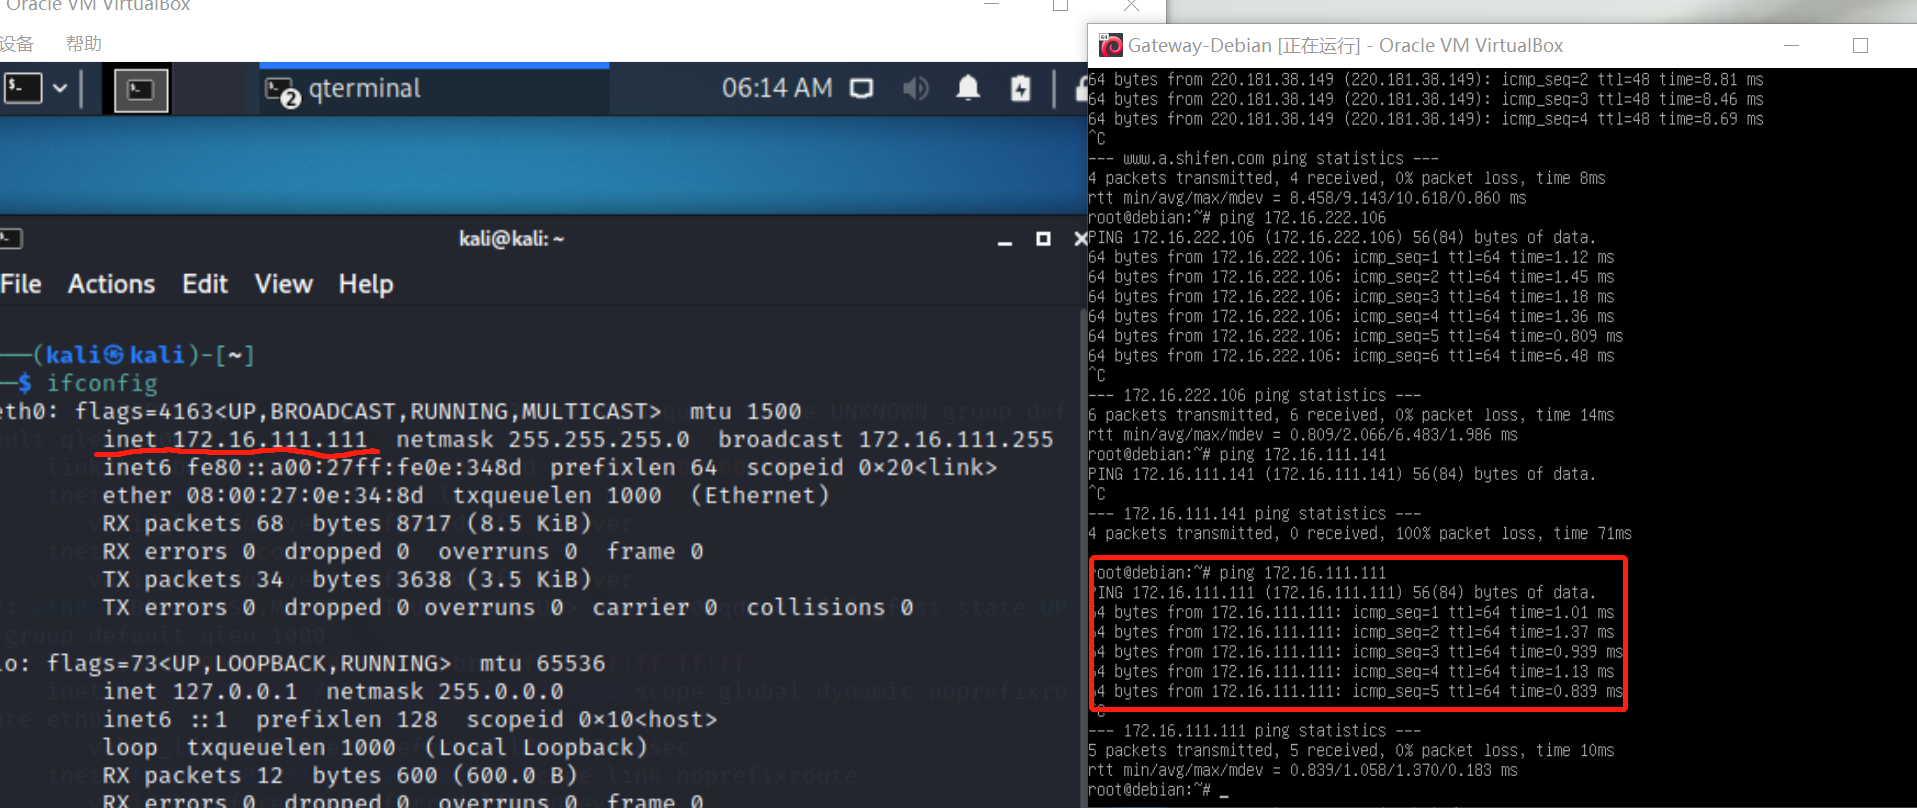 Oracle VM VirtualBox
设备 帮助
qterminal 06:14 AM
2
kali@kali: ~
File Actions Edit View Help
(kali㉿kali)-[~]
$ ifconfig
eth0: flags=4163<UP,BROADCAST,RUNNING,MULTICAST> mtu 1500
inet 172.16.111.111 netmask 255.255.255.0 broadcast 172.16.111.255
inet6 fe80::a00:27ff:fe0e:348d prefixlen 64 scopeid 0×20<link>
ether 08:00:27:0e:34:8d txqueuelen 1000 (Ethernet)
RX packets 68 bytes 8717 (8.5 KiB)
RX errors 0 dropped 0 overruns 0 frame 0
TX packets 34 bytes 3638 (3.5 KiB)
TX errors 0 dropped 0 overruns 0 carrier 0 collisions 0
lo: flags=73<UP,LOOPBACK,RUNNING> mtu 65536
inet 127.0.0.1 netmask 255.0.0.0
inet6 ::1 prefixlen 128 scopeid 0×10<host>
loop txqueuelen 1000 (Local Loopback)
RX packets 12 bytes 600 (600.0 B)
RX errors 0 dropped 0 overruns 0 frame 0
Gateway-Debian [正在运行] - Oracle VM VirtualBox
64 bytes from 220.181.38.149 (220.181.38.149): icmp_seq=2 ttl=48 time=8.81 ms
64 bytes from 220.181.38.149 (220.181.38.149): icmp_seq=3 ttl=48 time=8.46 ms
64 bytes from 220.181.38.149 (220.181.38.149): icmp_seq=4 ttl=48 time=8.69 ms
^C
--- www.a.shifen.com ping statistics ---
4 packets transmitted, 4 received, 0% packet loss, time 8ms
rtt min/avg/max/mdev = 8.458/9.143/10.618/0.860 ms
root@debian:~# ping 172.16.222.106
PING 172.16.222.106 (172.16.222.106) 56(84) bytes of data.
64 bytes from 172.16.222.106: icmp_seq=1 ttl=64 time=1.12 ms
64 bytes from 172.16.222.106: icmp_seq=2 ttl=64 time=1.45 ms
64 bytes from 172.16.222.106: icmp_seq=3 ttl=64 time=1.18 ms
64 bytes from 172.16.222.106: icmp_seq=4 ttl=64 time=1.36 ms
64 bytes from 172.16.222.106: icmp_seq=5 ttl=64 time=0.809 ms
64 bytes from 172.16.222.106: icmp_seq=6 ttl=64 time=6.48 ms
^C
--- 172.16.222.106 ping statistics ---
6 packets transmitted, 6 received, 0% packet loss, time 14ms
rtt min/avg/max/mdev = 0.809/2.066/6.483/1.986 ms
root@debian:~# ping 172.16.111.141
PING 172.16.111.141 (172.16.111.141) 56(84) bytes of data.
^C
--- 172.16.111.141 ping statistics ---
4 packets transmitted, 0 received, 100% packet loss, time 71ms
root@debian:~# ping 172.16.111.111
PING 172.16.111.111 (172.16.111.111) 56(84) bytes of data.
64 bytes from 172.16.111.111: icmp_seq=1 ttl=64 time=1.01 ms
64 bytes from 172.16.111.111: icmp_seq=2 ttl=64 time=1.37 ms
64 bytes from 172.16.111.111: icmp_seq=3 ttl=64 time=0.939 ms
64 bytes from 172.16.111.111: icmp_seq=4 ttl=64 time=1.13 ms
64 bytes from 172.16.111.111: icmp_seq=5 ttl=64 time=0.839 ms
^C
--- 172.16.111.111 ping statistics ---
5 packets transmitted, 5 received, 0% packet loss, time 10ms
rtt min/avg/max/mdev = 0.839/1.058/1.370/0.183 ms
root@debian:~# _